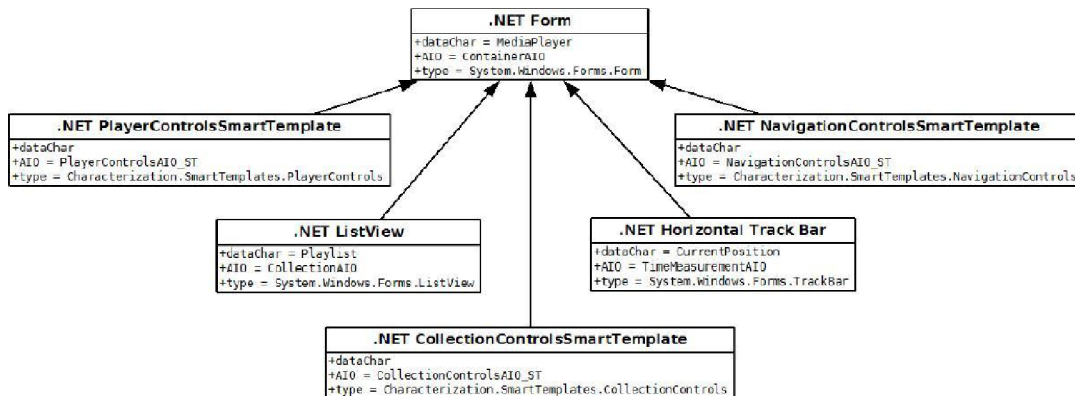 .NET Form
+dataChar = MediaPlayer
+AIO = ContainerAIO
+type = System.Windows.Forms.Form
.NET PlayerControlsSmartTemplate
+dataChar
+AIO = PlayerControlsAIO_ST
+type = Characterization.SmartTemplates.PlayerControls
.NET NavigationControlsSmartTemplate
+dataChar
+AIO = NavigationControlsAIO_ST
+type = Characterization.SmartTemplates.NavigationControls
.NET ListView
+dataChar = Playlist
+AIO = CollectionAIO
+type = System.Windows.Forms.ListView
.NET Horizontal Track Bar
+dataChar = CurrentPosition
+AIO = TimeMeasurementAIO
+type = System.Windows.Forms.TrackBar
.NET CollectionControlsSmartTemplate
+dataChar
+AIO = CollectionControlsAIO_ST
+type = Characterization.SmartTemplates.CollectionControls